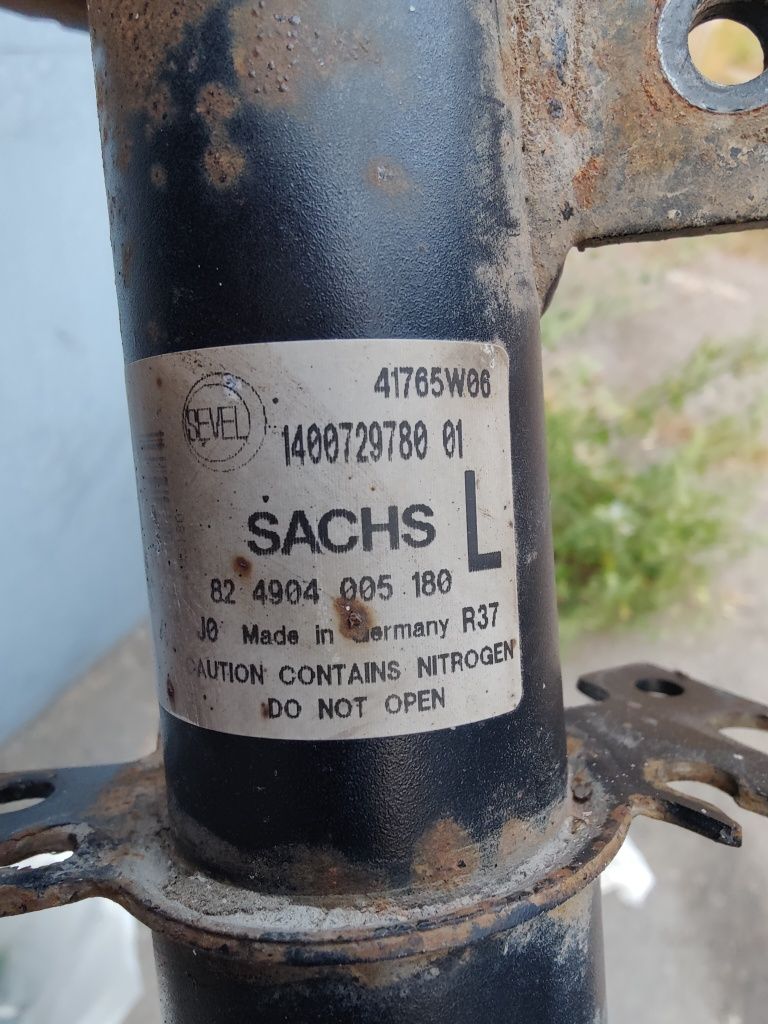 41765W06
SEVEL
1400729780 01
SACHS L
82 4904 005 180
J0 Made in Germany R37
CAUTION CONTAINS NITROGEN
DO NOT OPEN